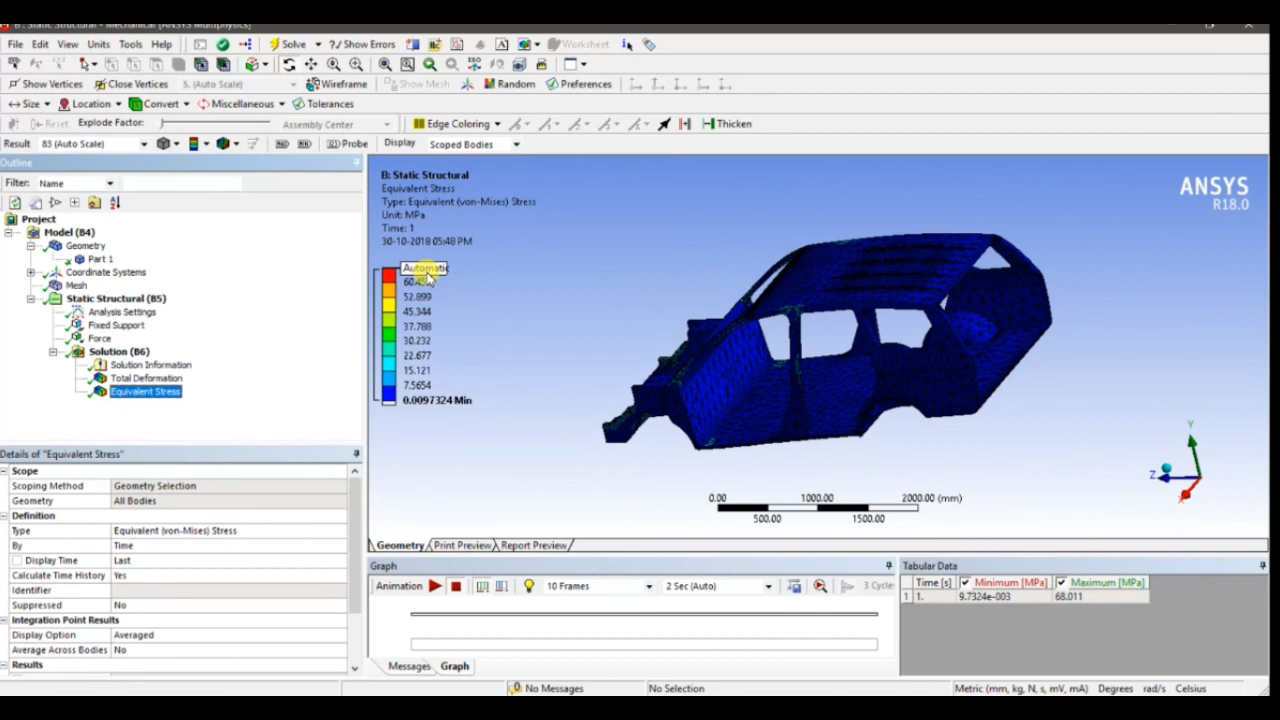 B : Static Structural - Mechanical [ANSYS Multiphysics]
File Edit View Units Tools Help Solve ?/ Show Errors Worksheet
Show Vertices Close Vertices 5. (Auto Scale) Wireframe Show Mesh Random Preferences
Size Location Convert Miscellaneous Tolerances
Reset Explode Factor: Assembly Center Edge Coloring Thicken
Result 83 (Auto Scale) Probe Display Scoped Bodies
Outline
Filter: Name
Project
Model (B4)
Geometry
Part 1
Coordinate Systems
Mesh
Static Structural (B5)
Analysis Settings
Fixed Support
Force
Solution (B6)
Solution Information
Total Deformation
Equivalent Stress
B: Static Structural
Equivalent Stress
Type: Equivalent (von-Mises) Stress
Unit: MPa
Time: 1
30-10-2018 05:48 PM
Automatic
52.899
45.344
37.788
30.232
22.677
15.121
7.5654
0.0097324 Min
ANSYS
R18.0
Y
Z
X
0.00 1000.00 2000.00 (mm)
500.00 1500.00
Geometry Print Preview Report Preview
Details of "Equivalent Stress"
Scope
Scoping Method Geometry Selection
Geometry All Bodies
Definition
Type Equivalent (von-Mises) Stress
By Time
Display Time Last
Calculate Time History Yes
Identifier
Suppressed No
Integration Point Results
Display Option Averaged
Average Across Bodies No
Results
Graph
Animation 10 Frames 2 Sec (Auto) 3 Cycle
Messages Graph
Tabular Data
Time [s] Minimum [MPa] Maximum [MPa]
1 1. 9.7324e-003 68.011
No Messages No Selection Metric (mm, kg, N, s, mV, mA) Degrees rad/s Celsius